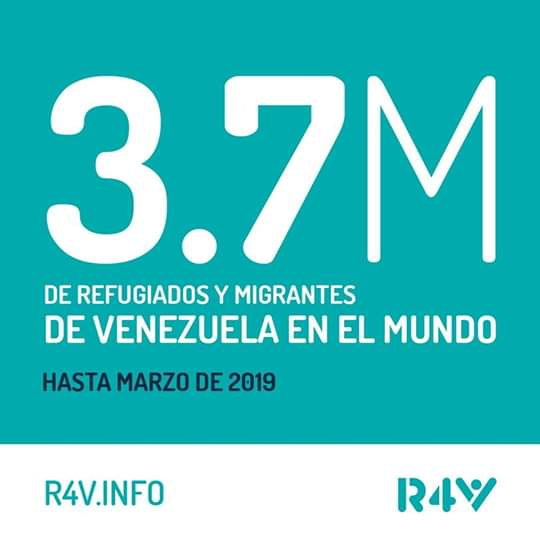 3.7M
DE REFUGIADOS Y MIGRANTES
DE VENEZUELA EN EL MUNDO
HASTA MARZO DE 2019
R4V.INFO
R4V